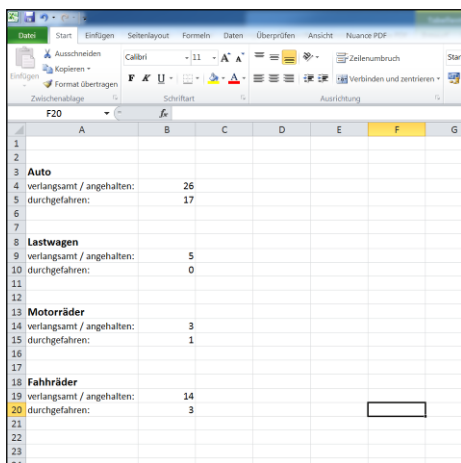 Datei Start Einfügen Seitenlayout Formeln Daten Überprüfen Ansicht Nuance PDF
Ausschneiden Calibri 11 A A Zeilenumbruch Stan
Kopieren
Einfügen F K U A Verbinden und zentrieren
Format übertragen
Zwischenablage Schriftart Ausrichtung
F20 fx
A B C D E F G
1
2
3 Auto
4 verlangsamt / angehalten: 26
5 durchgefahren: 17
6
7
8 Lastwagen
9 verlangsamt / angehalten: 5
10 durchgefahren: 0
11
12
13 Motorräder
14 verlangsamt / angehalten: 3
15 durchgefahren: 1
16
17
18 Fahhräder
19 verlangsamt / angehalten: 14
20 durchgefahren: 3
21
22
23